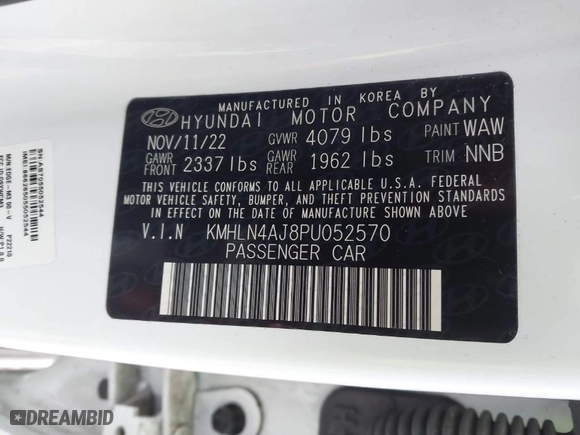 MANUFACTURED IN KOREA BY
HYUNDAI MOTOR COMPANY
NOV/11/22 GVWR 4079 lbs PAINT WAW
GAWR FRONT 2337 lbs GAWR REAR 1962 lbs TRIM NNB
THIS VEHICLE CONFORMS TO ALL APPLICABLE U.S.A. FEDERAL
MOTOR VEHICLE SAFETY, BUMPER, AND THEFT PREVENTION
STANDARDS IN EFFECT ON THE DATE OF MANUFACTURE SHOWN
ABOVE.
V.I.N KMHLN4AJ8PU052570
PASSENGER CAR
DREAMBID